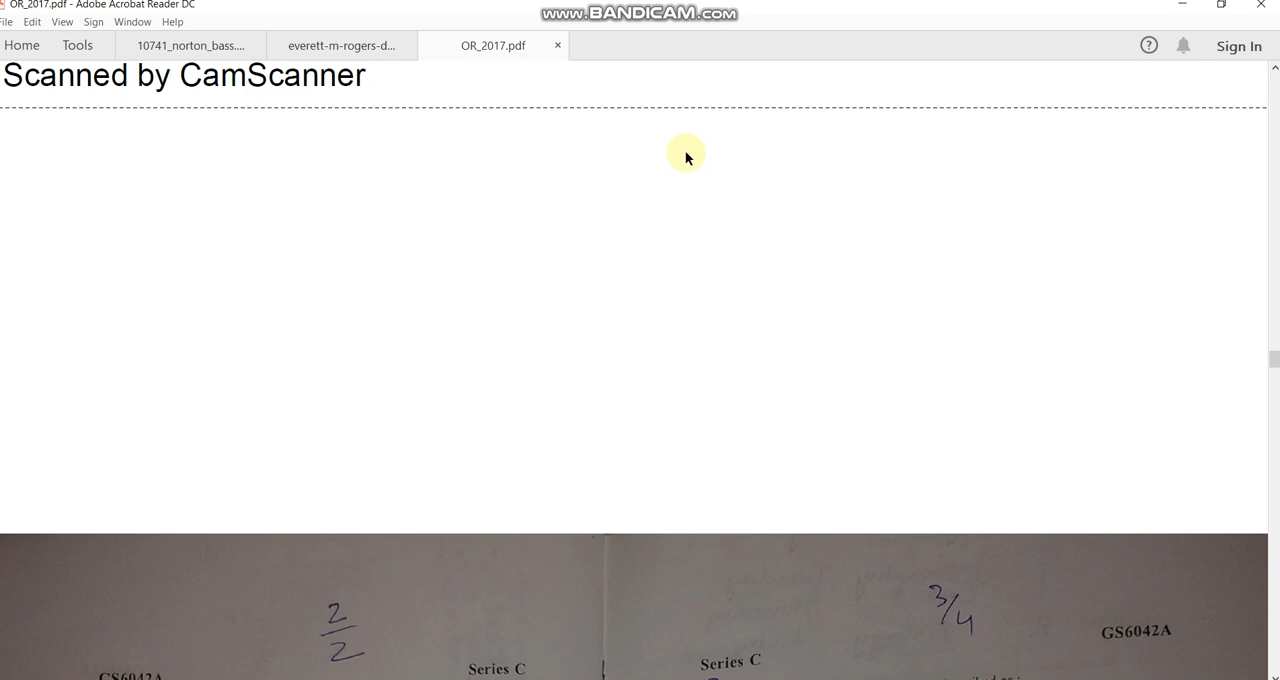 OR_2017.pdf - Adobe Acrobat Reader DC
www.BANDICAM.com
File Edit View Sign Window Help
Home Tools 10741_norton_bass.... everett-m-rogers-d... OR_2017.pdf × Sign In
Scanned by CamScanner
2/2
3/4
GS6042A
GS6042A Series C
Series C